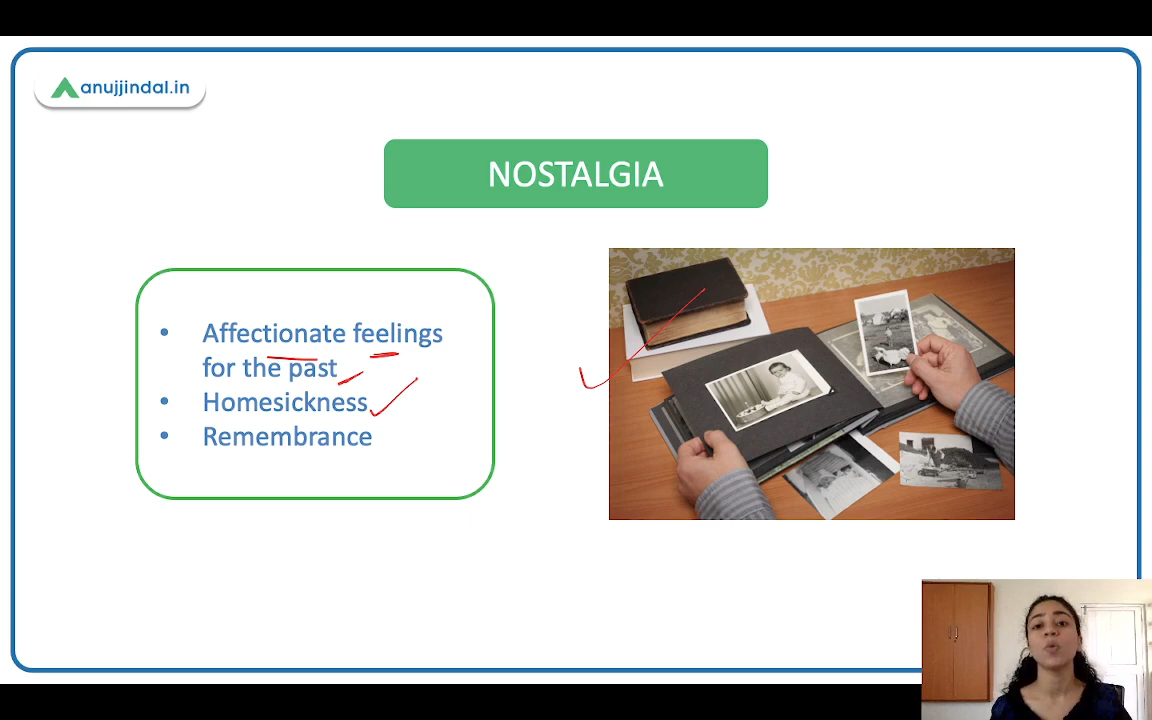 anujjindal.in
NOSTALGIA
• Affectionate feelings
for the past
• Homesickness
• Remembrance